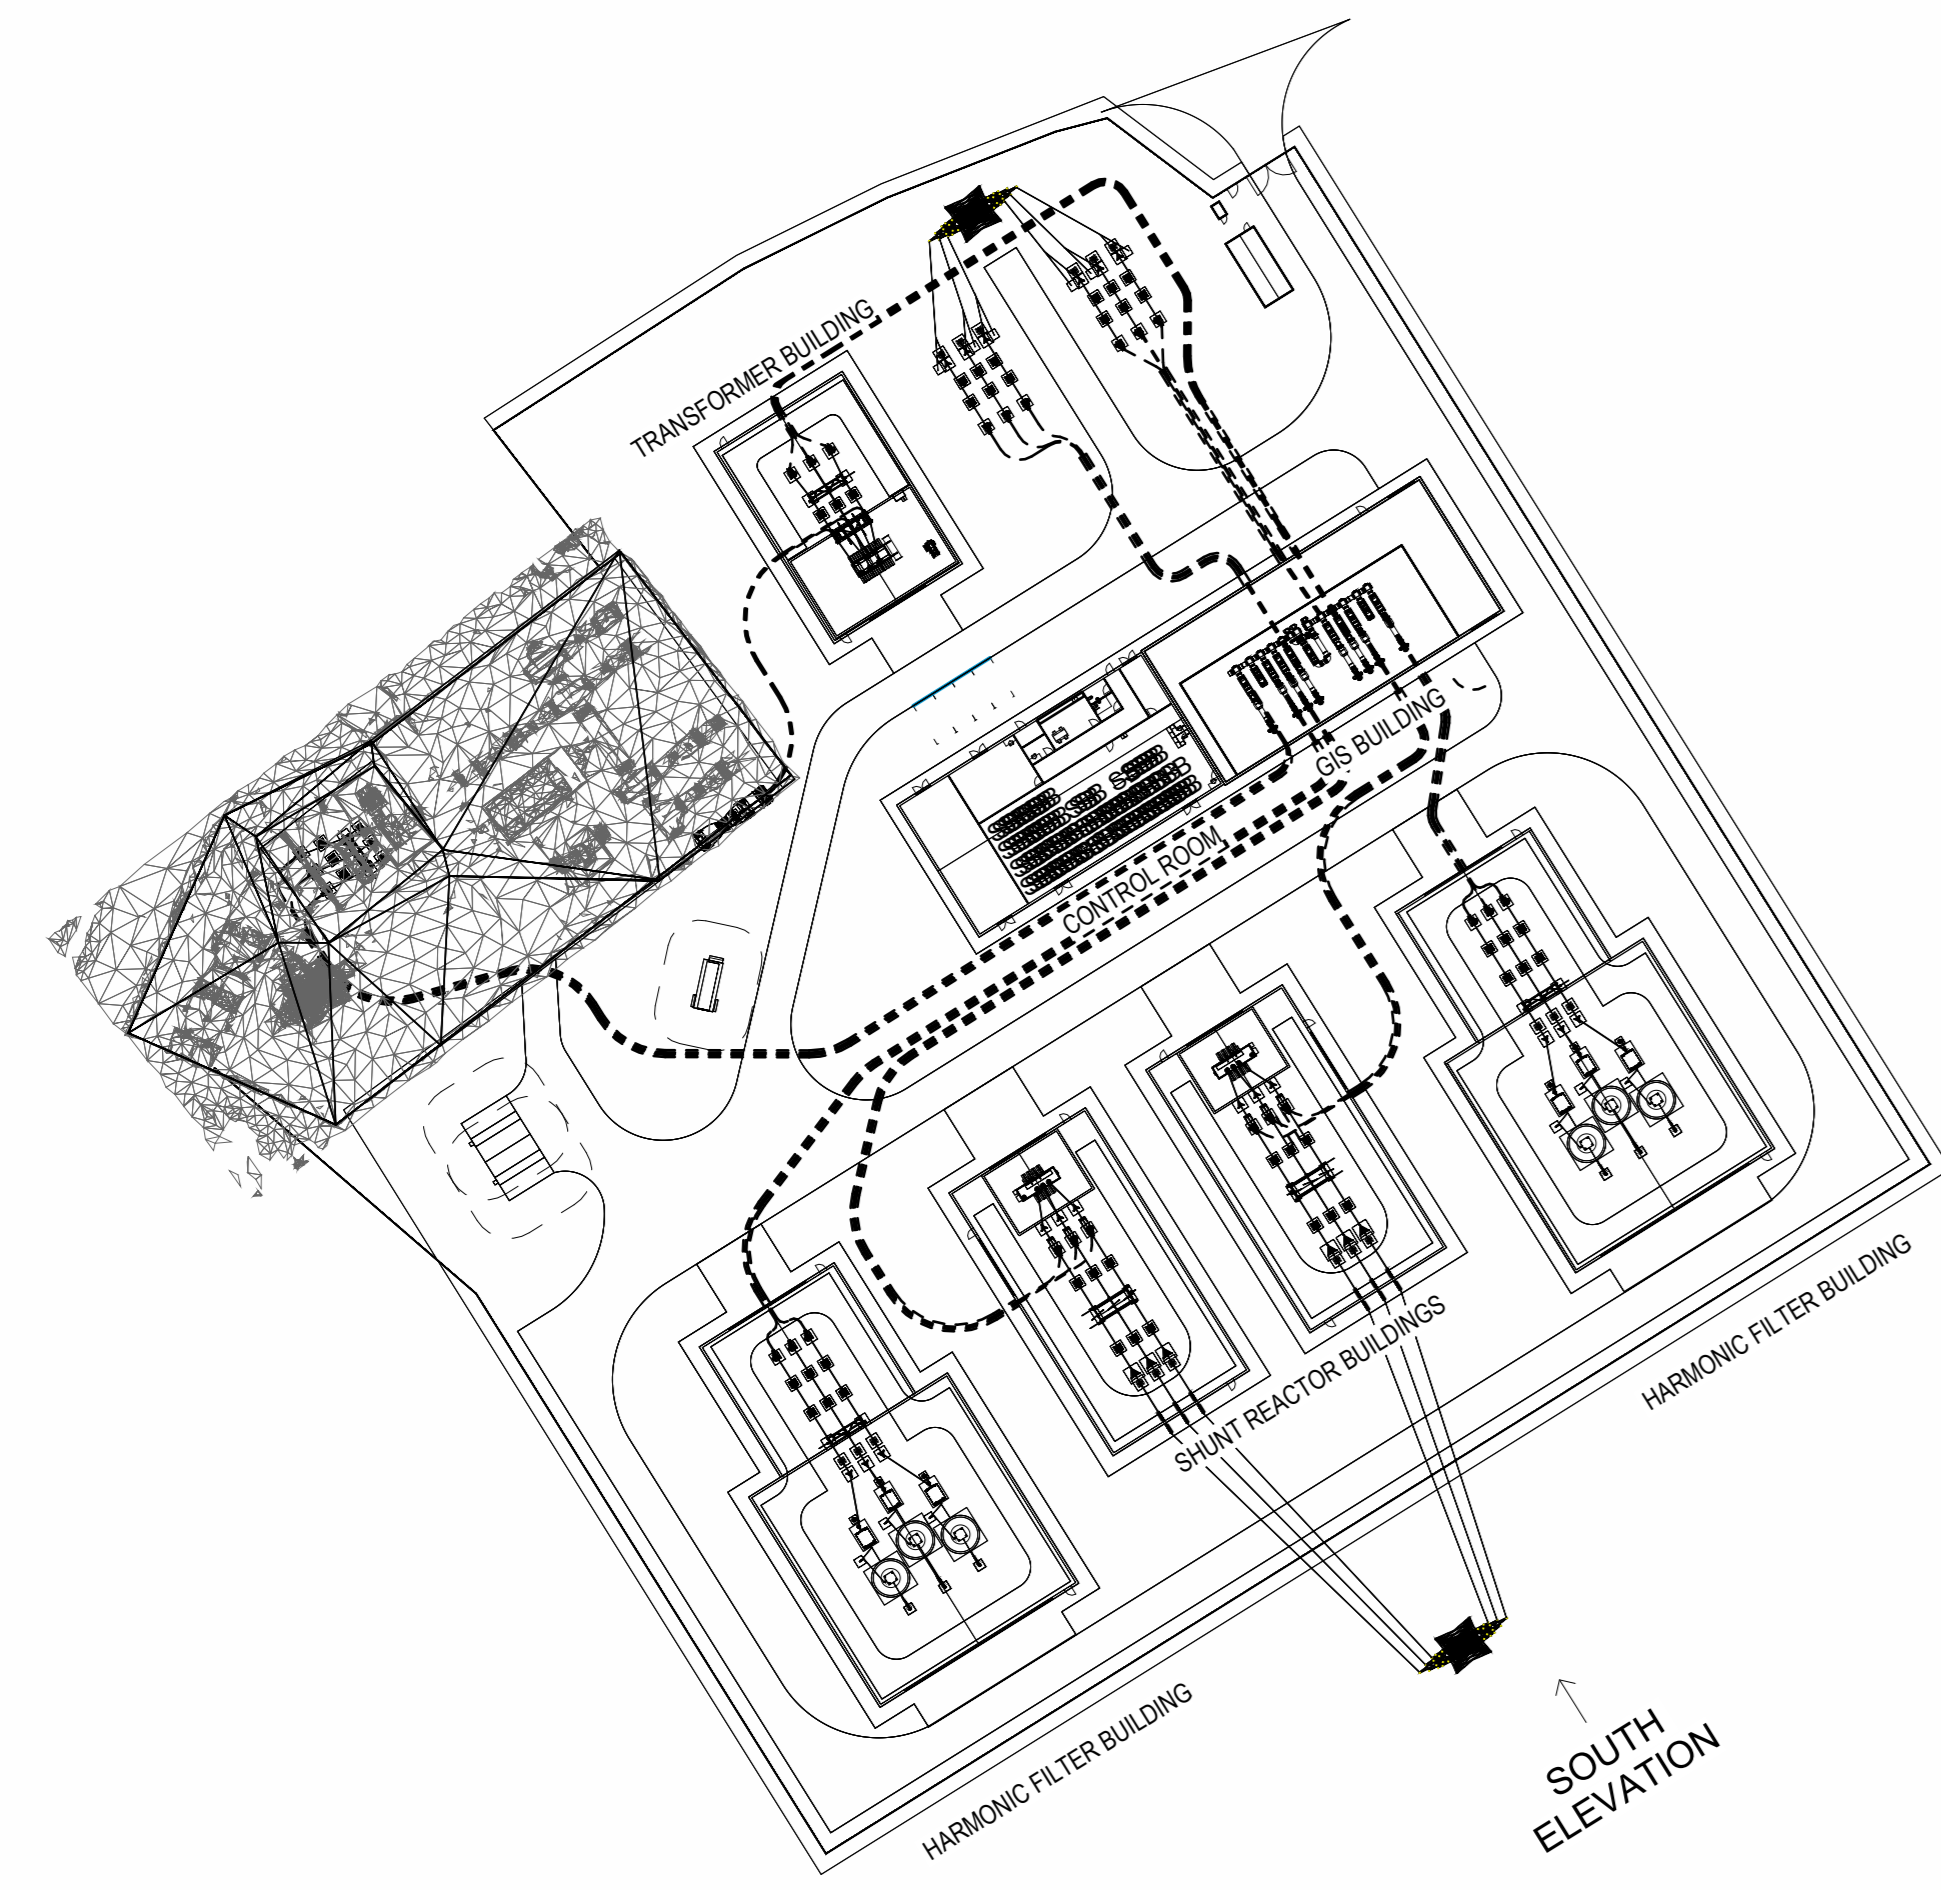 TRANSFORMER BUILDING
GIS BUILDING
CONTROL ROOM
SHUNT REACTOR BUILDINGS
HARMONIC FILTER BUILDING
HARMONIC FILTER BUILDING
SOUTH
ELEVATION